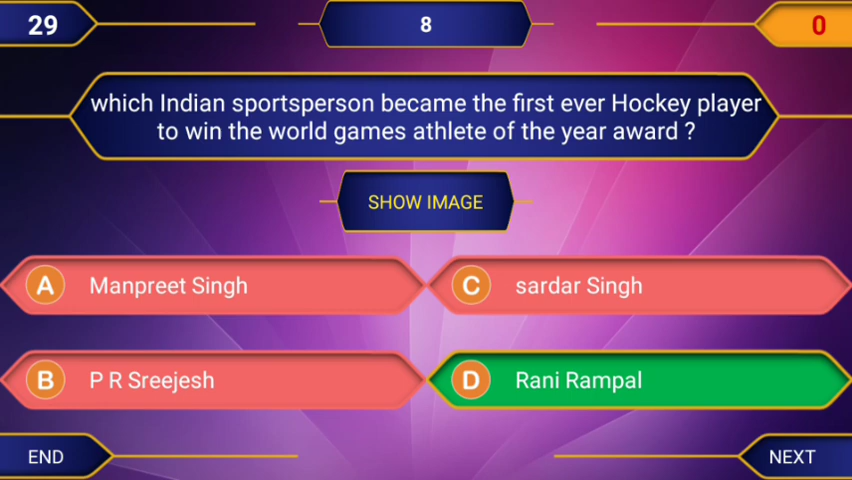 29
8
0
which Indian sportsperson became the first ever Hockey player
to win the world games athlete of the year award ?
SHOW IMAGE
A Manpreet Singh
C sardar Singh
B P R Sreejesh
D Rani Rampal
END
NEXT